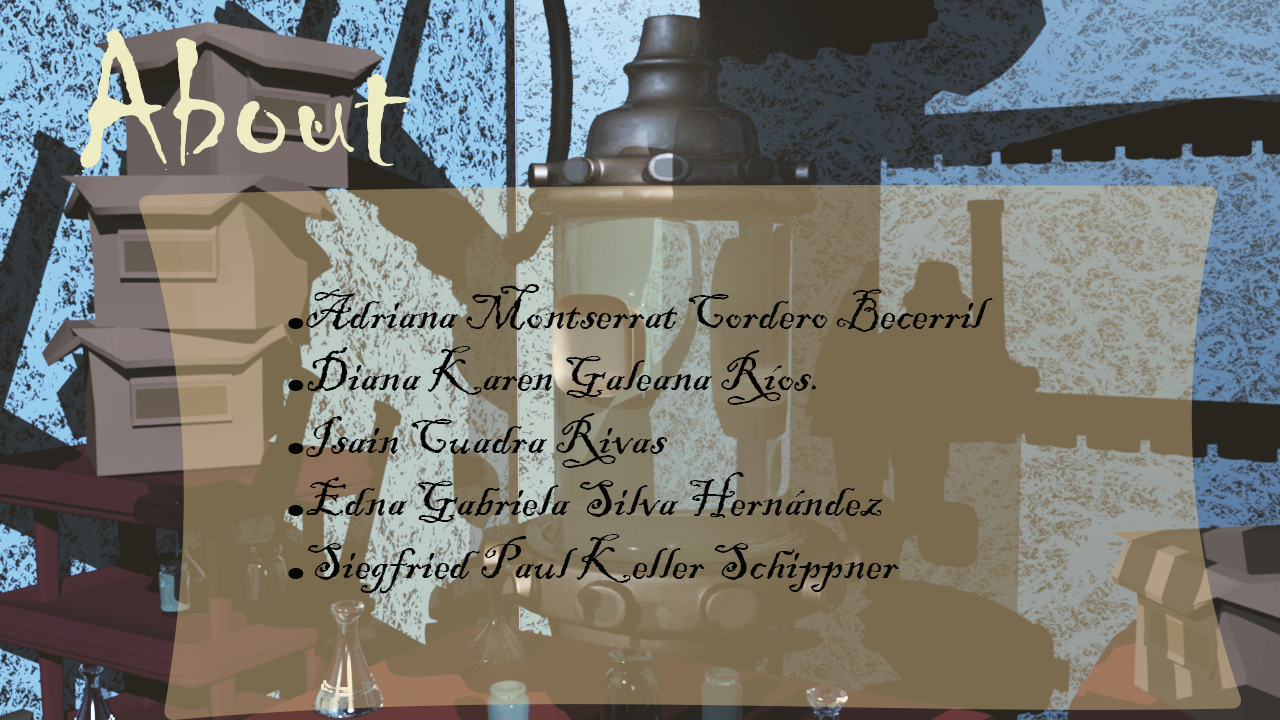 About
•Adriana Montserrat Cordero Becerril
•Diana Karen Galeana Ríos.
•Isain Cuadra Rivas
•Edna Gabriela Silva Hernández
•Siegfried Paul Keller Schippner